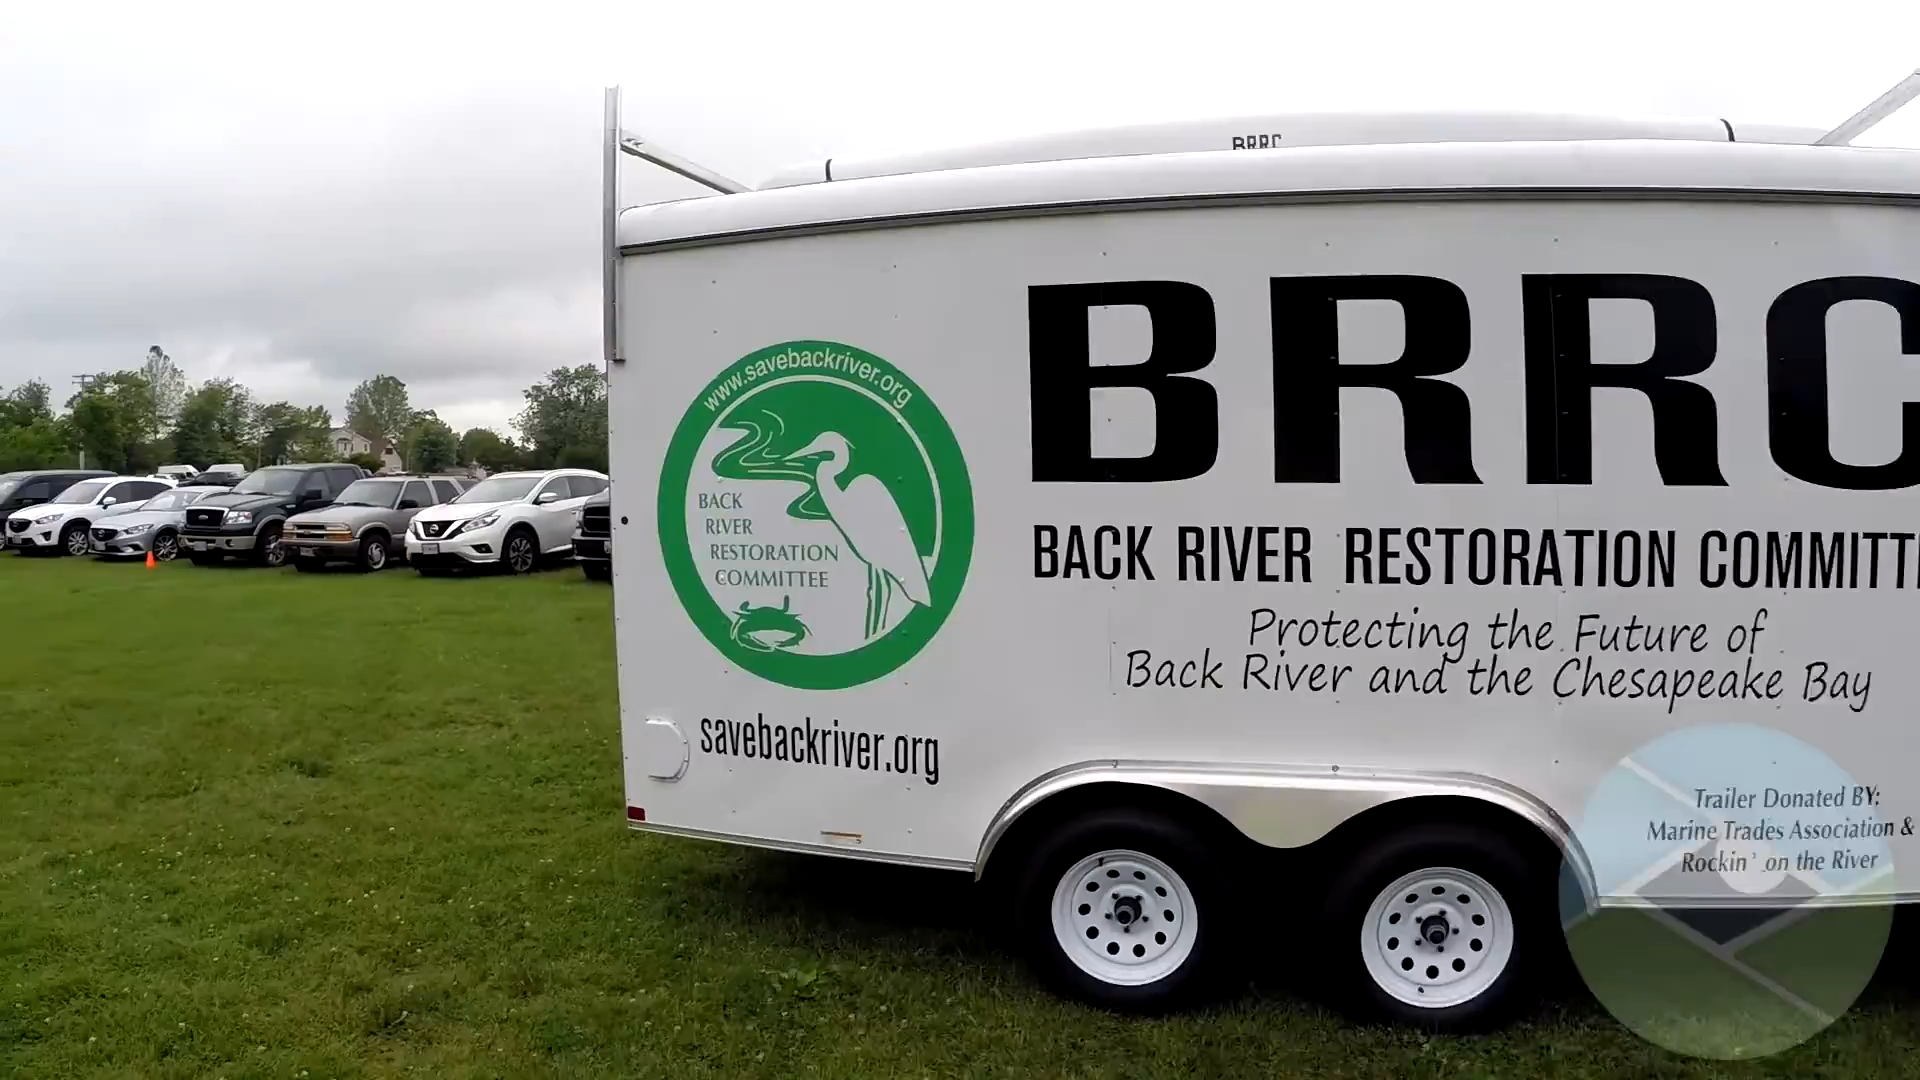 BRRC
BRRC
www.savebackriver.org
BACK
RIVER
RESTORATION
COMMITTEE
savebackriver.org
BACK RIVER RESTORATION COMMITT
Protecting the Future of
Back River and the Chesapeake Bay
Trailer Donated BY:
Marine Trades Association &
Rockin' on the River